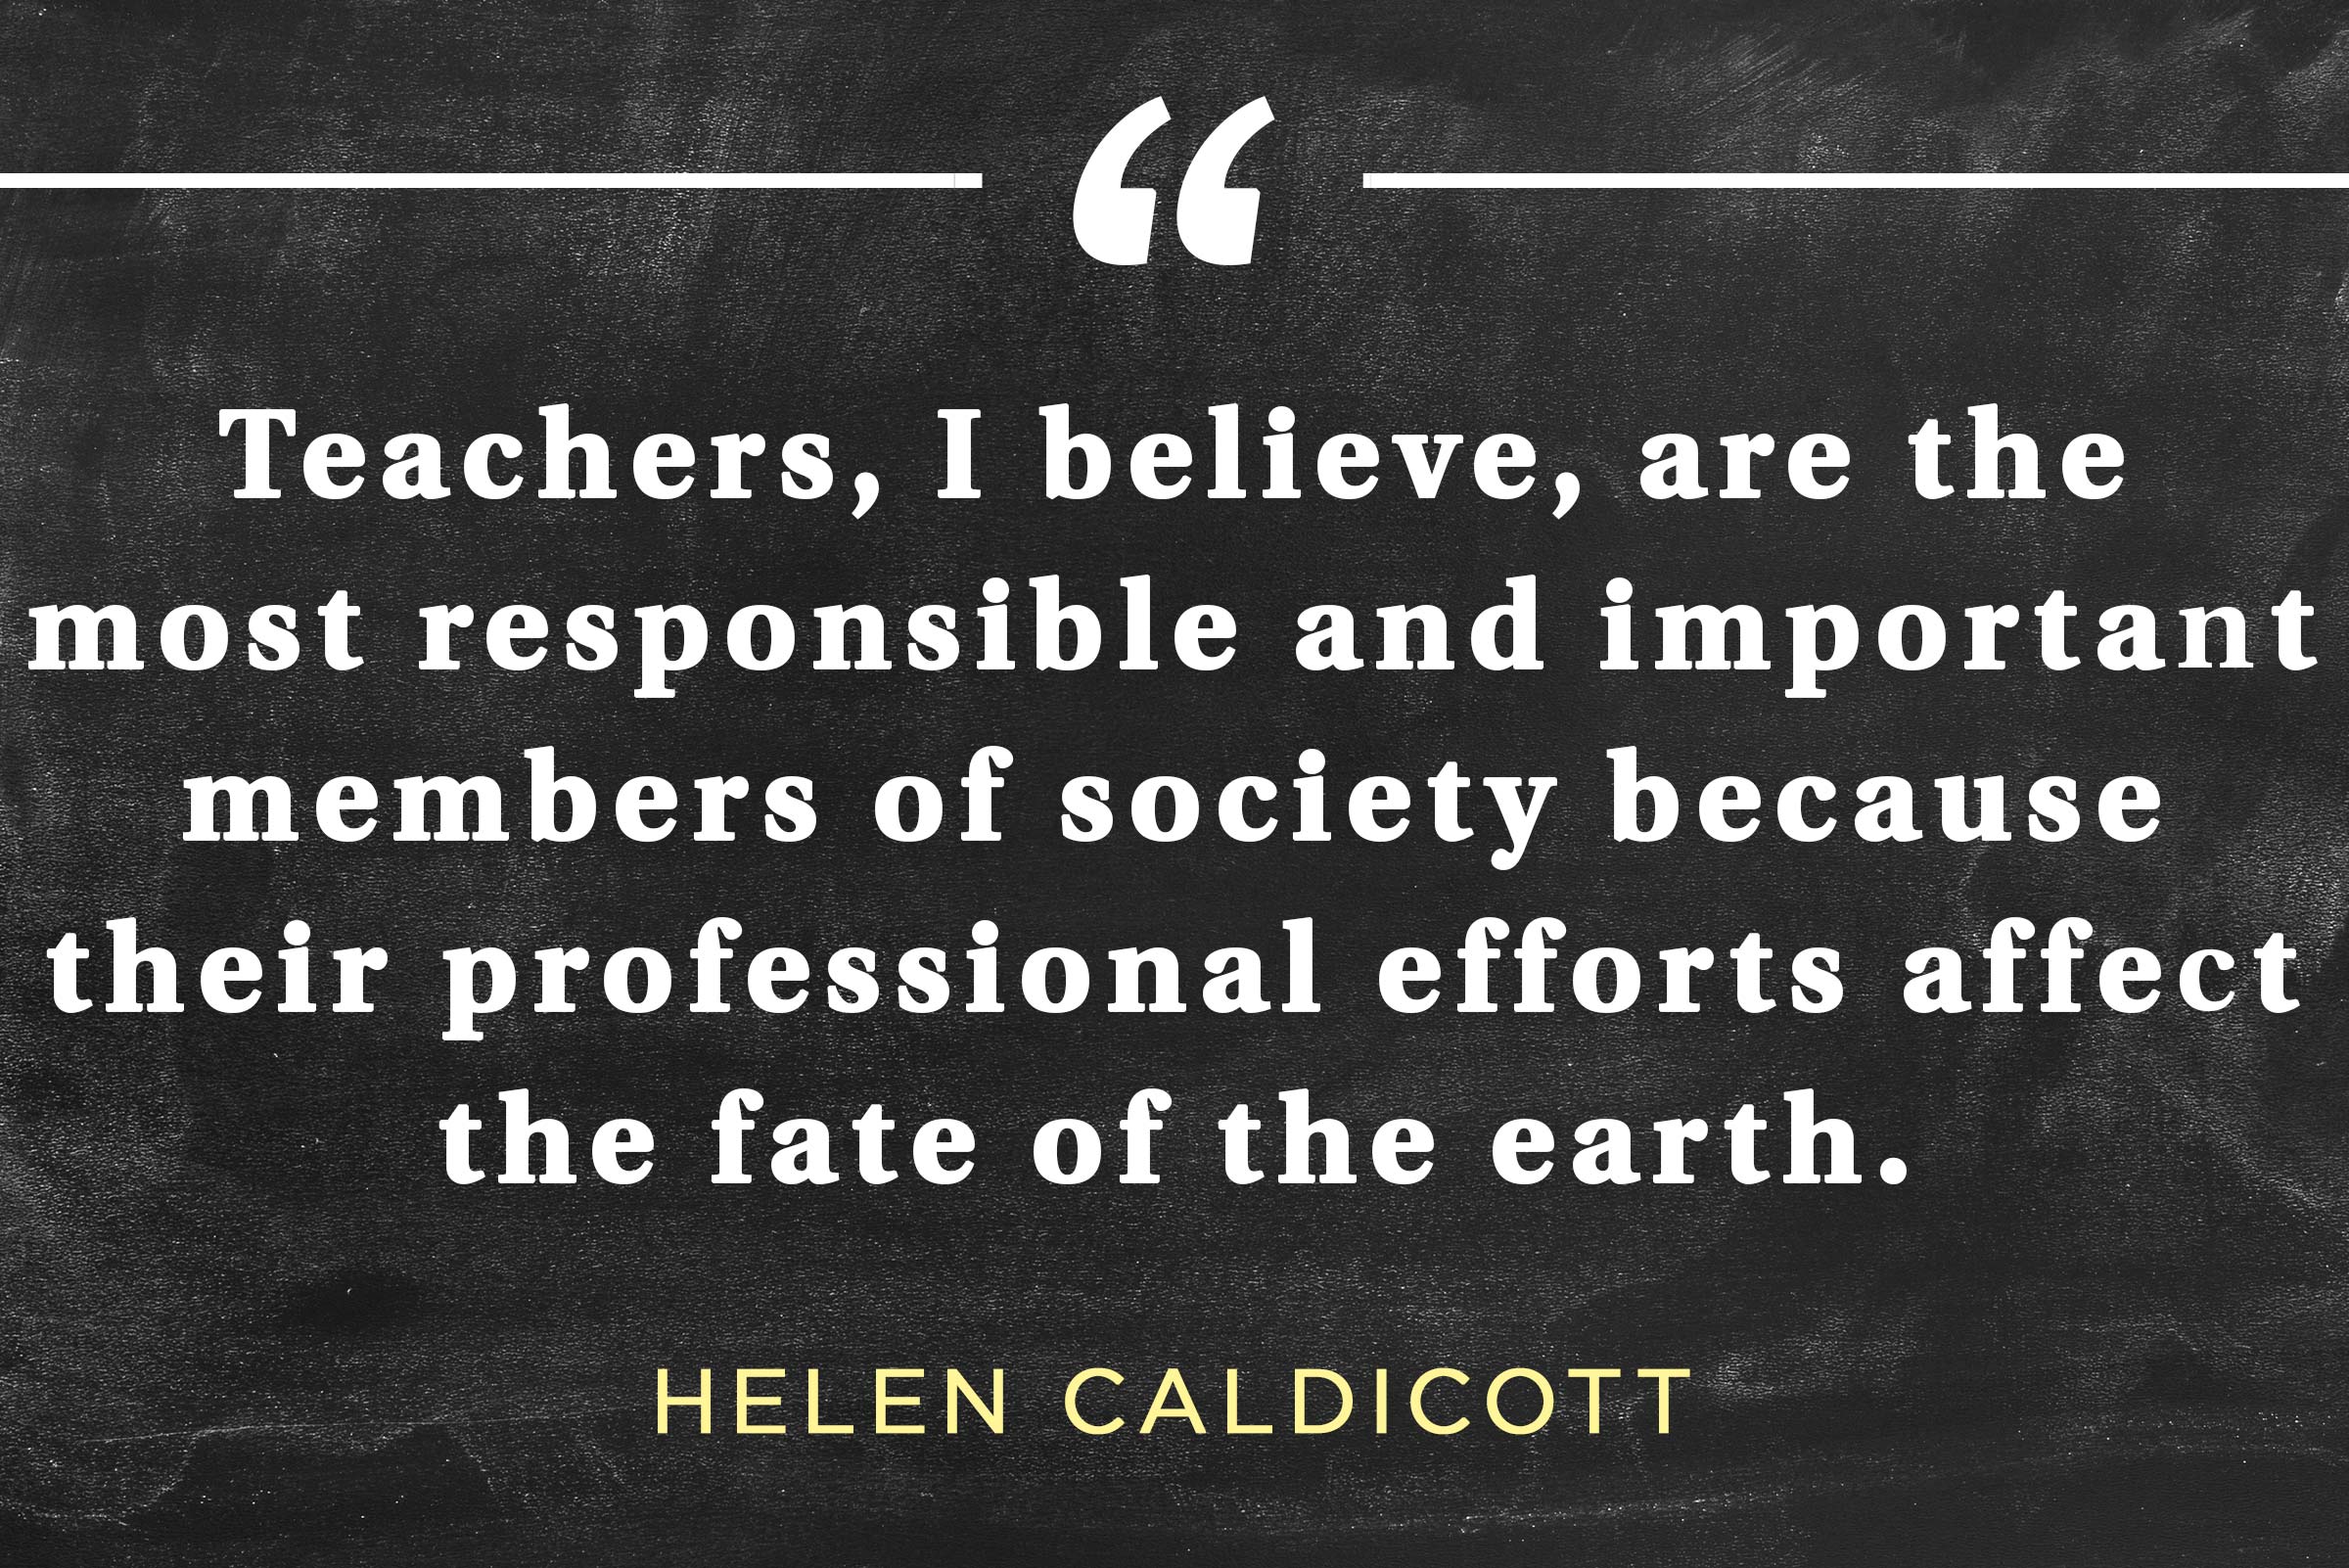 “
Teachers, I believe, are the
most responsible and important
members of society because
their professional efforts affect
the fate of the earth.
HELEN CALDICOTT